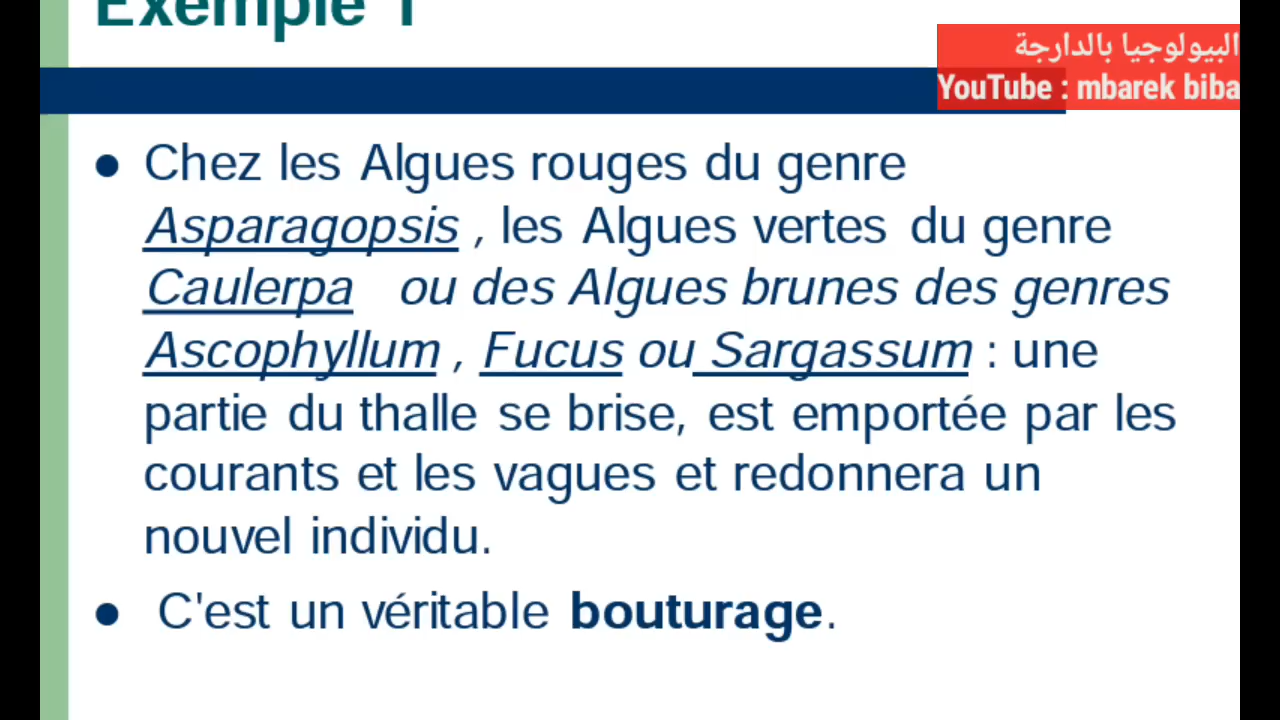 Exemple 1
البيولوجيا بالدارجة
YouTube : mbarek biba
● Chez les Algues rouges du genre
Asparagopsis , les Algues vertes du genre
Caulerpa ou des Algues brunes des genres
Ascophyllum , Fucus ou Sargassum : une
partie du thalle se brise, est emportée par les
courants et les vagues et redonnera un
nouvel individu.
● C'est un véritable bouturage.